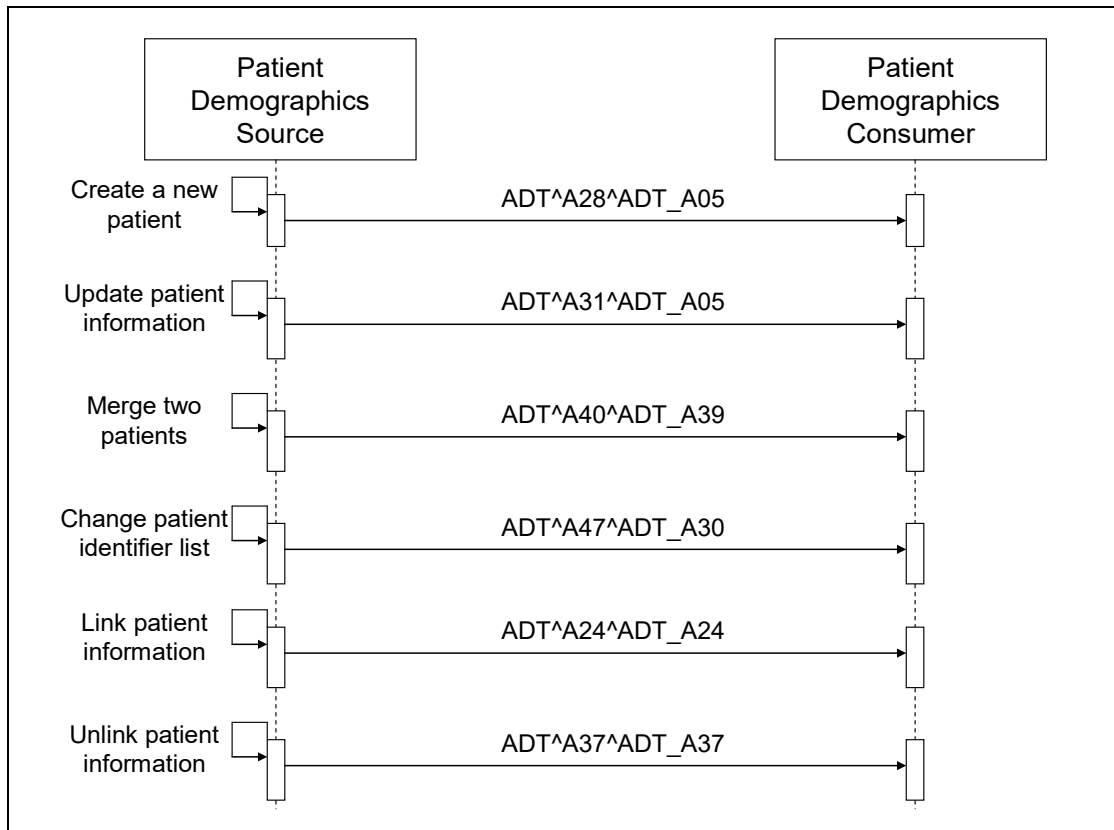 Patient
Demographics
Source
Patient
Demographics
Consumer
Create a new
patient
ADT^A28^ADT_A05
Update patient
information
ADT^A31^ADT_A05
Merge two
patients
ADT^A40^ADT_A39
Change patient
identifier list
ADT^A47^ADT_A30
Link patient
information
ADT^A24^ADT_A24
Unlink patient
information
ADT^A37^ADT_A37